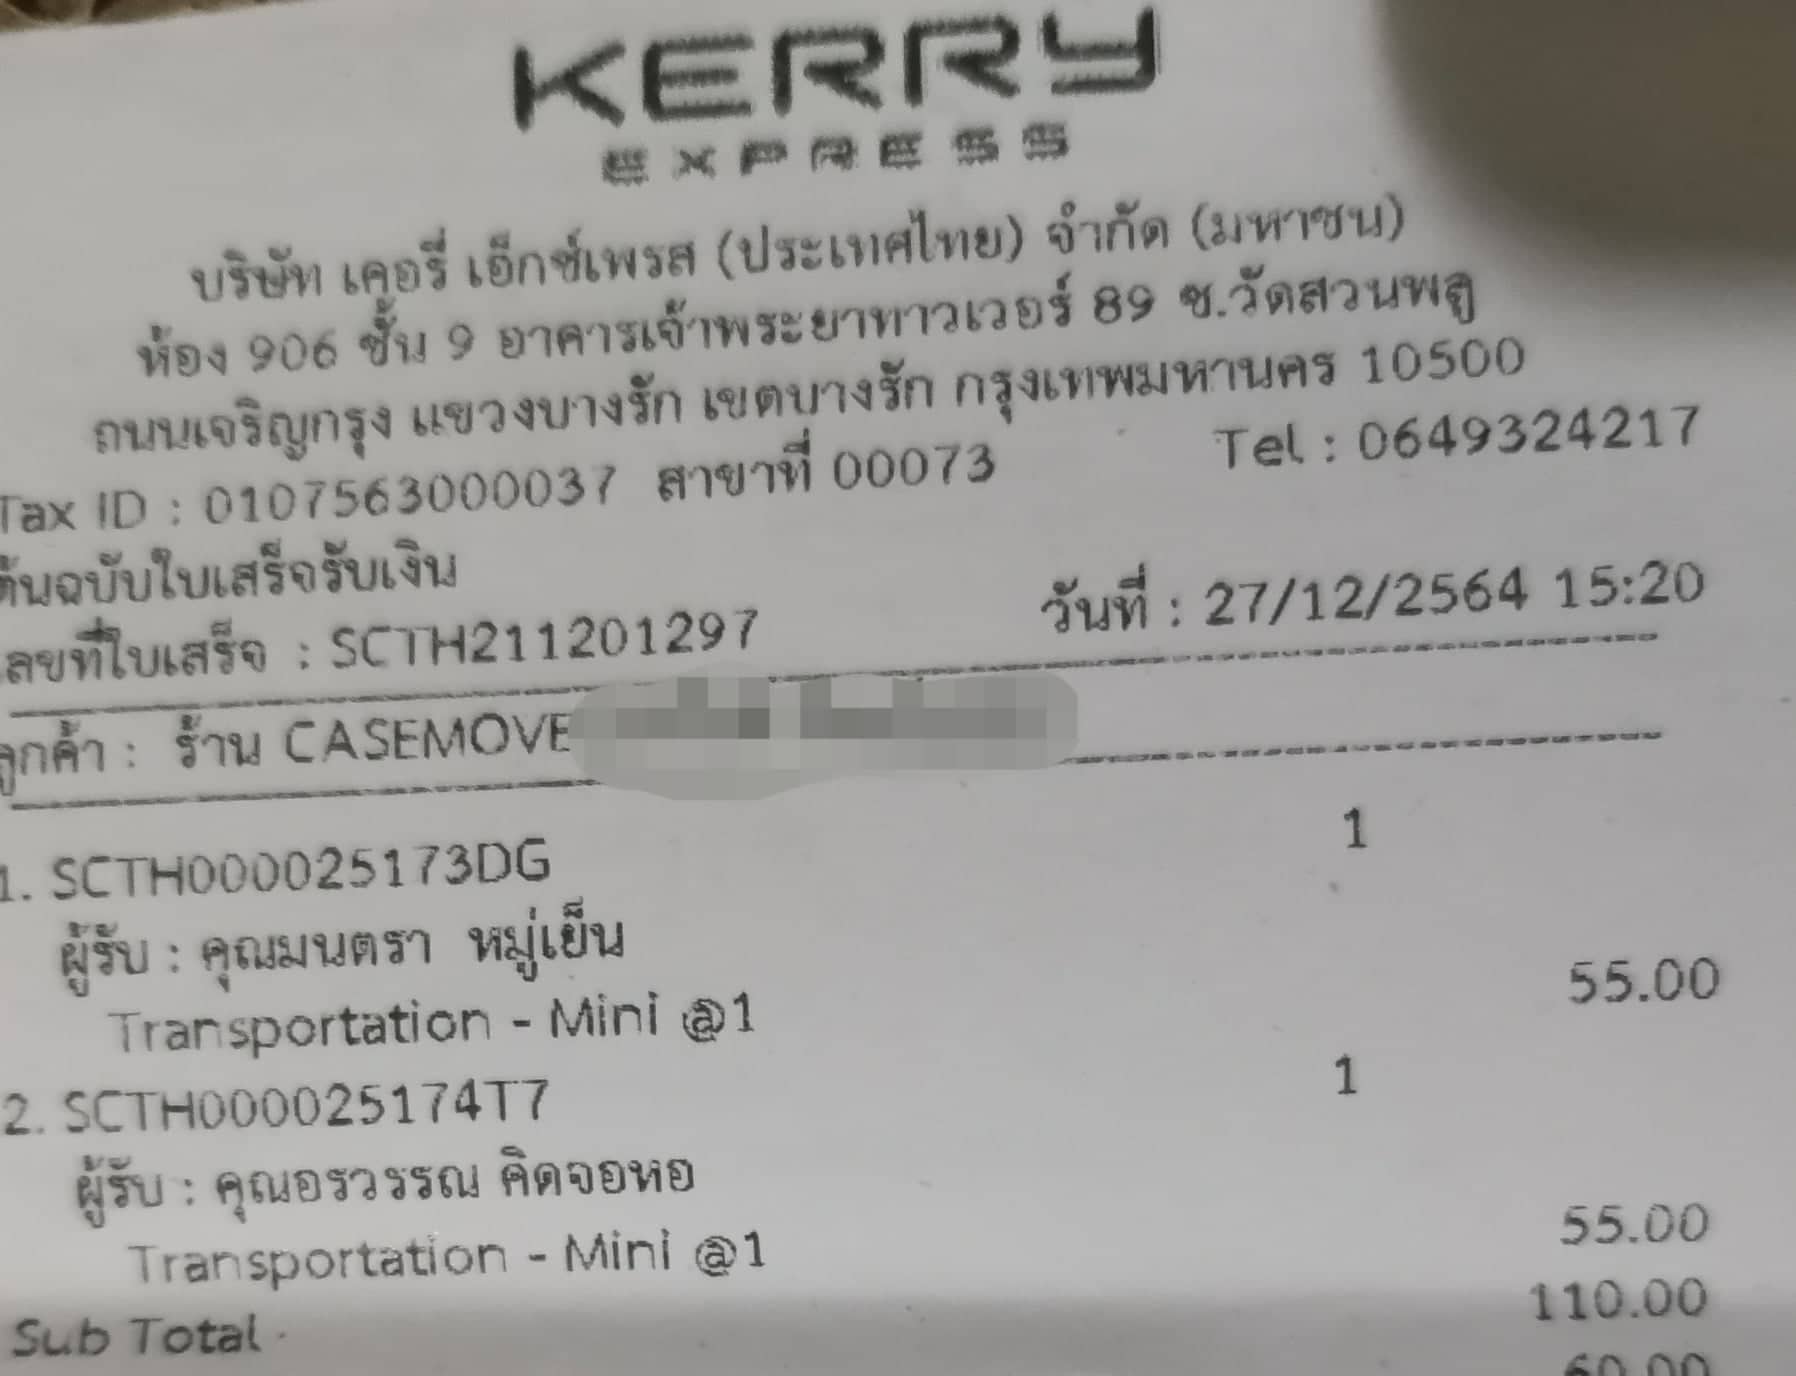 KERRY
EXPRESS
บริษัท เคอรี่ เอ็กซ์เพรส (ประเทศไทย) จำกัด (มหาชน)
ห้อง 906 ชั้น 9 อาคารเจ้าพระยาทาวเวอร์ 89 ซ.วัดสวนพลู
ถนนเจริญกรุง แขวงบางรัก เขตบางรัก กรุงเทพมหานคร 10500
Tax ID : 0107563000037 สาขาที่ 00073 Tel : 0649324217
ต้นฉบับใบเสร็จรับเงิน
เลขที่ใบเสร็จ : SCTH211201297 วันที่ : 27/12/2564 15:20
ลูกค้า : ร้าน CASEMOVE
1. SCTH000025173DG 1
ผู้รับ : คุณมนตรา หมู่เย็น
Transportation - Mini @1 55.00
2. SCTH000025174T7 1
ผู้รับ : คุณอรวรรณ คิดจอหอ
Transportation - Mini @1 55.00
Sub Total 110.00
60.00